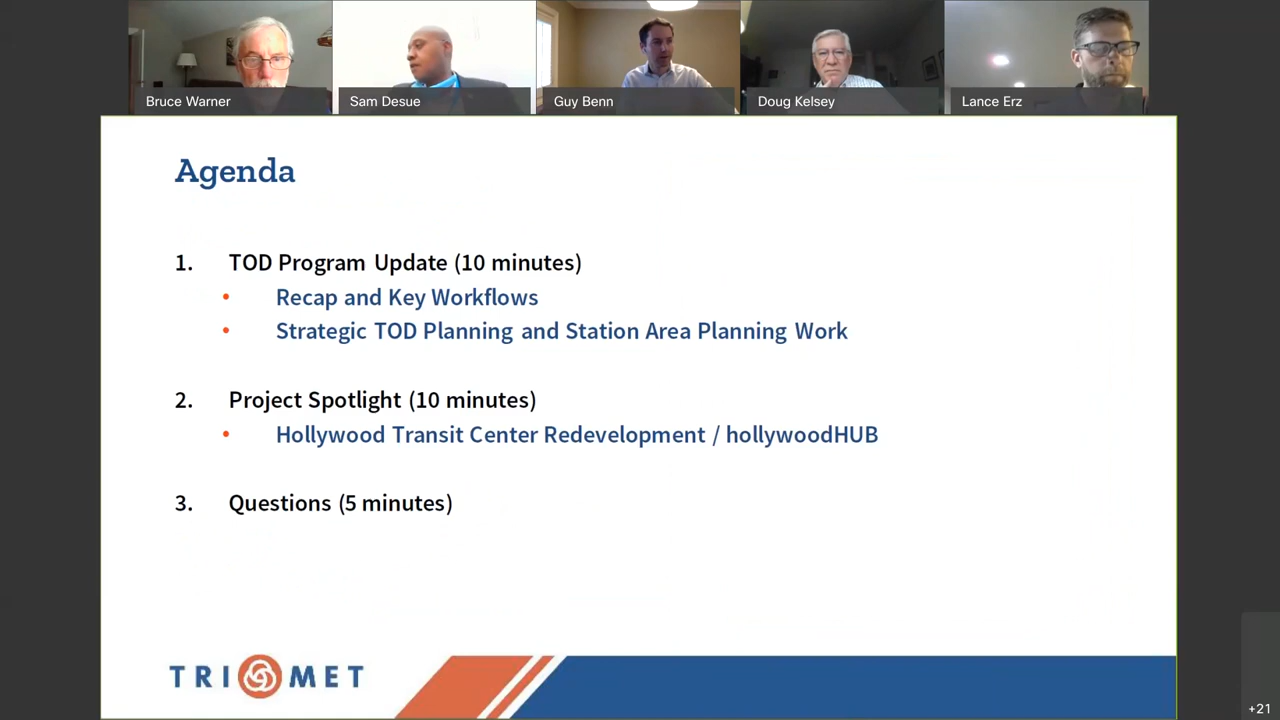 Bruce Warner
Sam Desue
Guy Benn
Doug Kelsey
Lance Erz
Agenda
1. TOD Program Update (10 minutes)
• Recap and Key Workflows
• Strategic TOD Planning and Station Area Planning Work
2. Project Spotlight (10 minutes)
• Hollywood Transit Center Redevelopment / hollywoodHUB
3. Questions (5 minutes)
TRI MET
+21